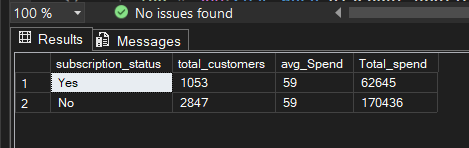 100 %
No issues found
Results Messages
subscription_status total_customers avg_Spend Total_spend
1 Yes 1053 59 62645
2 No 2847 59 170436